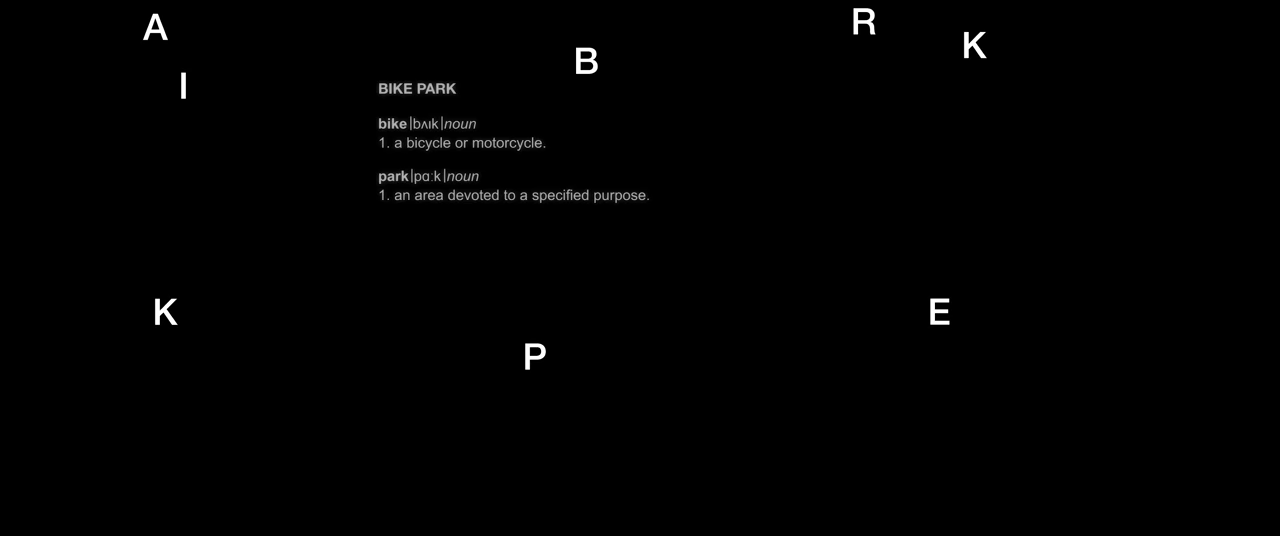 A
R
K
B
I
BIKE PARK
bike|bʌɪk|noun
1. a bicycle or motorcycle.
park|pɑːk|noun
1. an area devoted to a specified purpose.
K
E
P